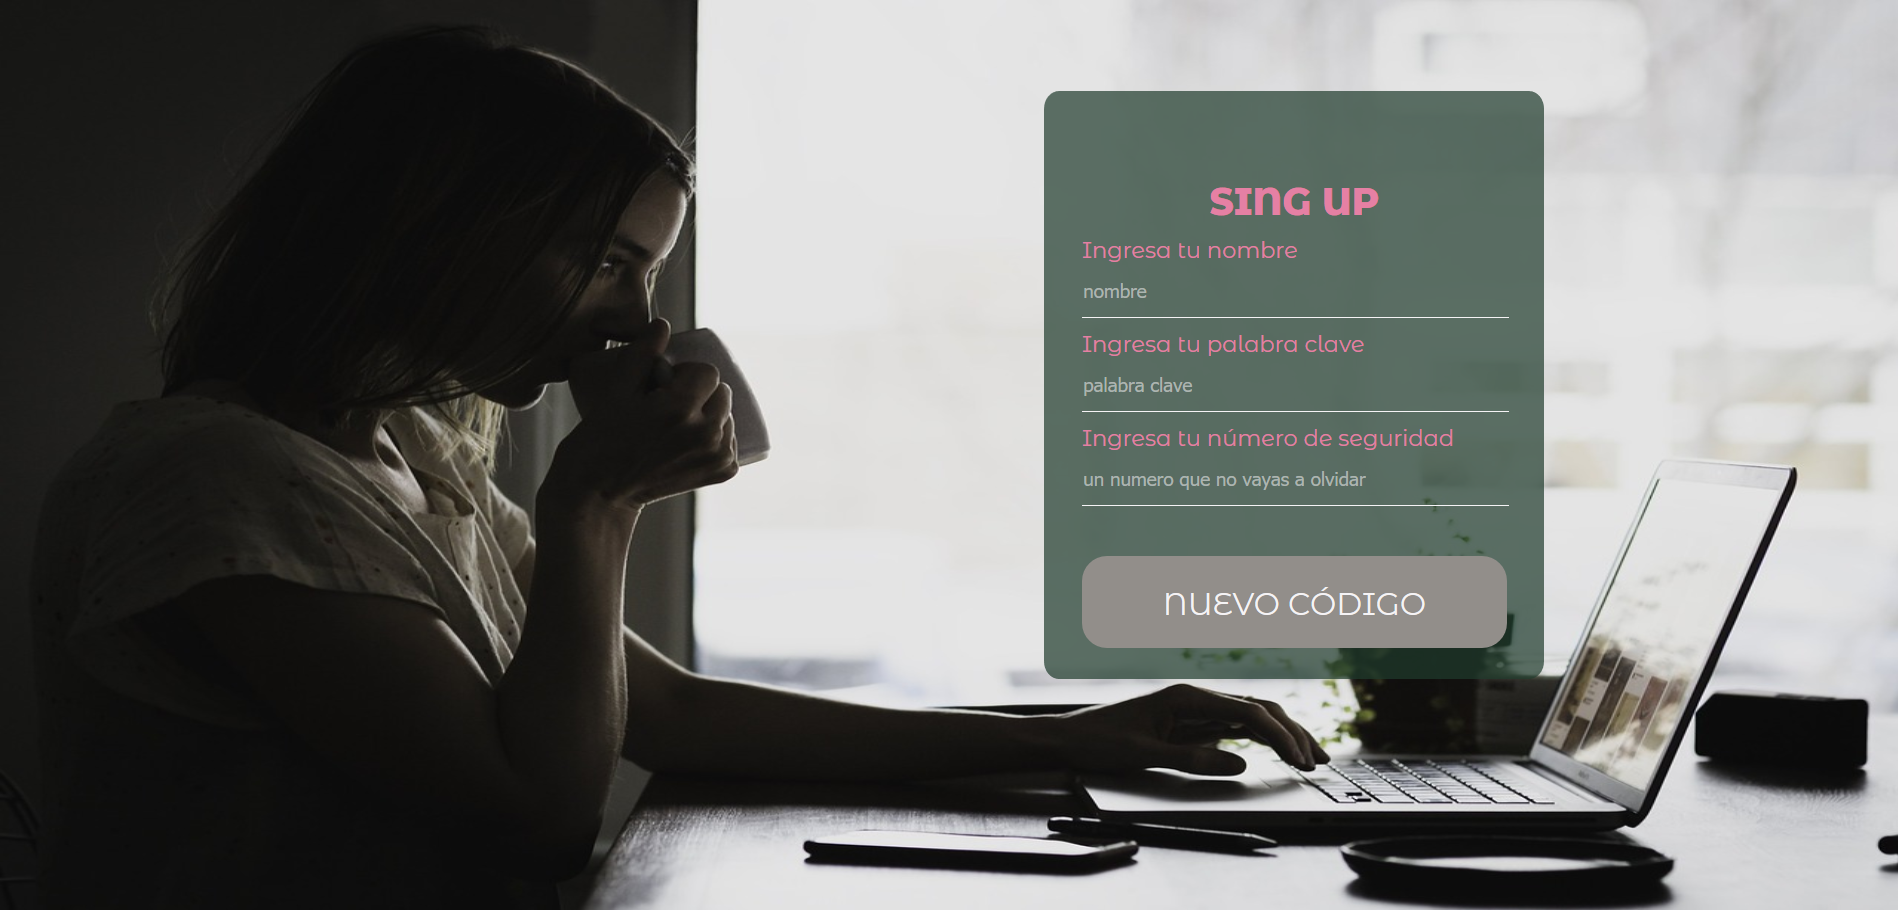 SING UP
Ingresa tu nombre
nombre
Ingresa tu palabra clave
palabra clave
Ingresa tu número de seguridad
un numero que no vayas a olvidar
NUEVO CÓDIGO